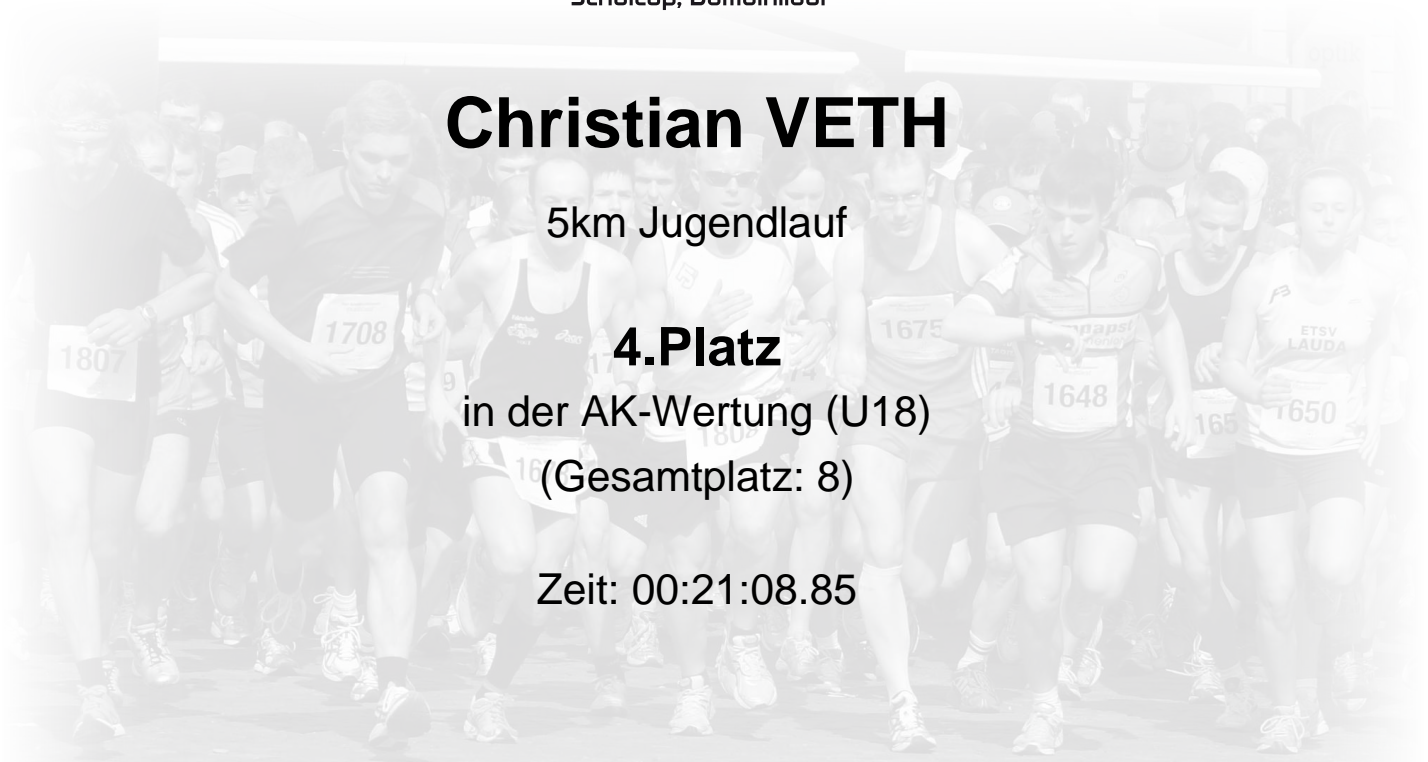 Christian VETH
5km Jugendlauf
4.Platz
in der AK-Wertung (U18)
(Gesamtplatz: 8)
Zeit: 00:21:08.85
1708
1807
1675
1648
1650
165
ETSV
LAUDA